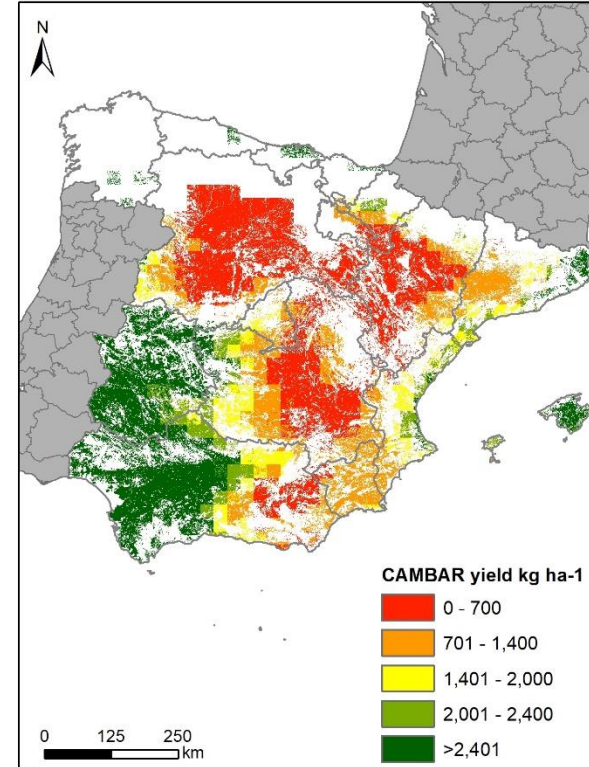 N
CAMBAR yield kg ha-1
0 - 700
701 - 1,400
1,401 - 2,000
2,001 - 2,400
>2,401
0 125 250
km